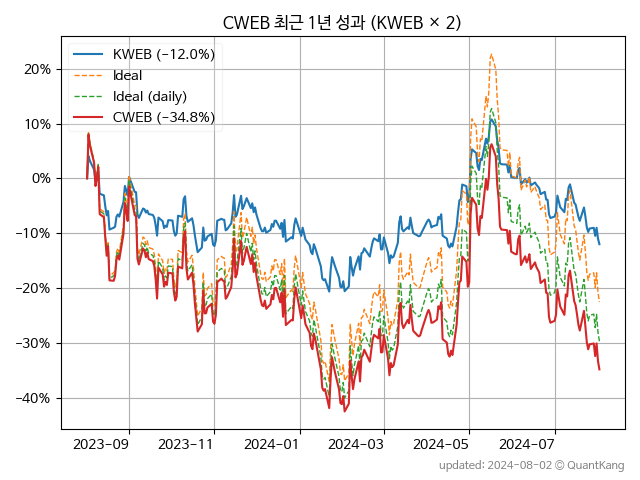 CWEB 최근 1년 성과 (KWEB × 2)
KWEB (−12.0%)
Ideal
Ideal (daily)
CWEB (−34.8%)
20%
10%
0%
−10%
−20%
−30%
−40%
2023-09 2023-11 2024-01 2024-03 2024-05 2024-07
updated: 2024-08-02 © QuantKang